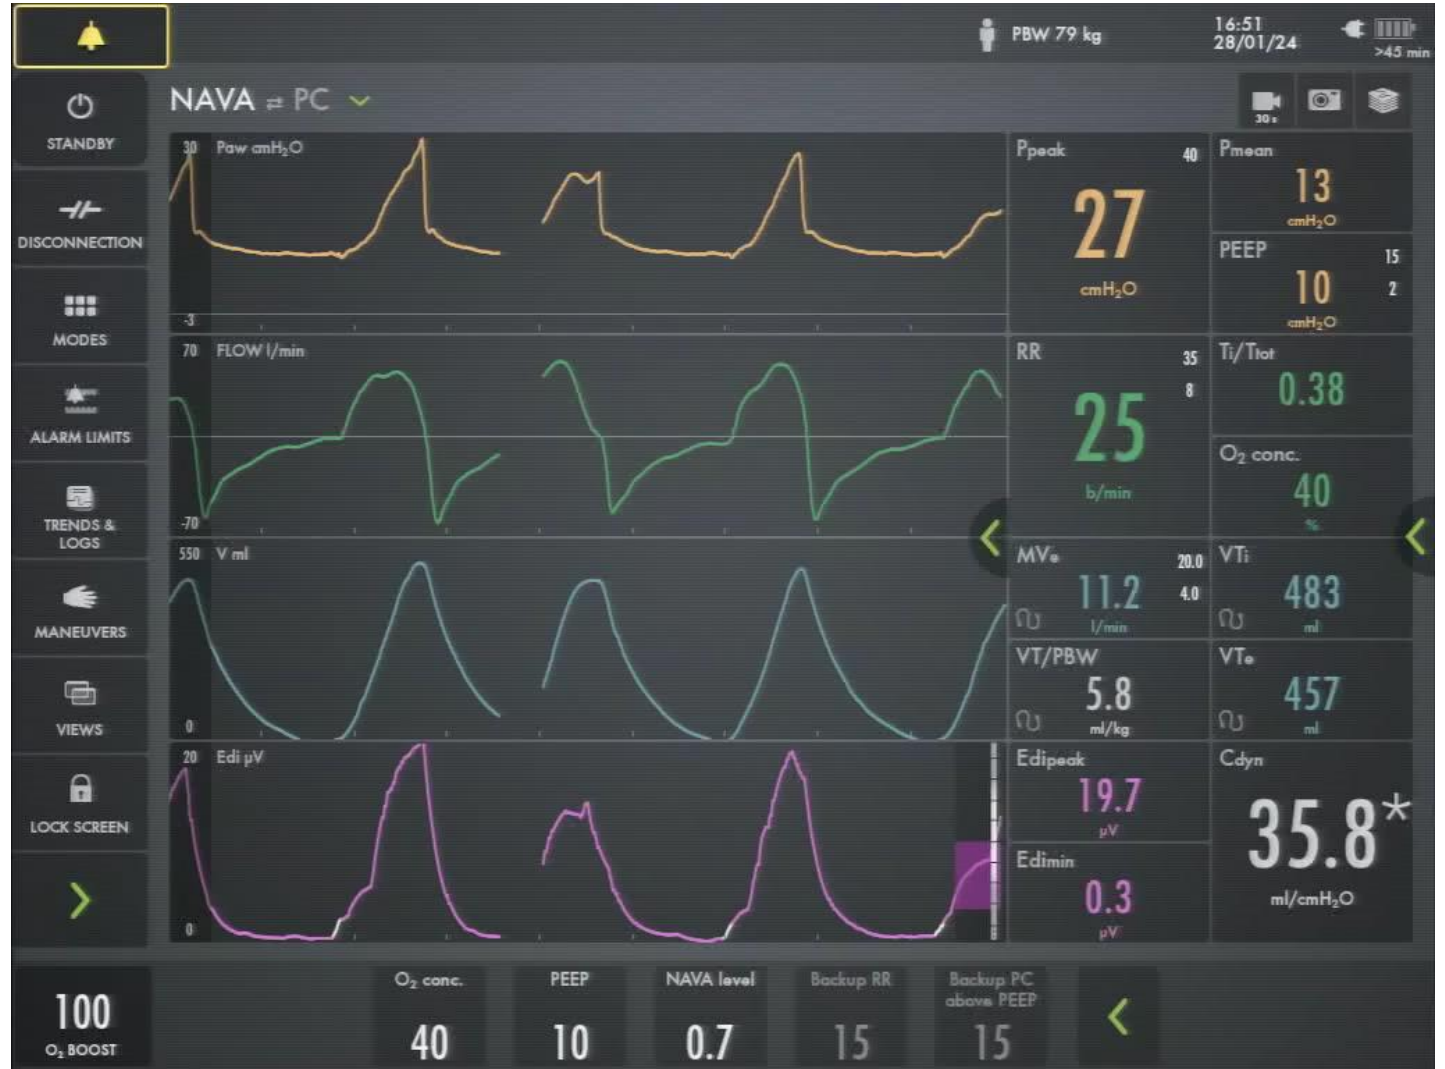 PBW 79 kg
16:51
28/01/24
>45 min
STANDBY
DISCONNECTION
MODES
ALARM LIMITS
TRENDS &
LOGS
MANEUVERS
VIEWS
LOCK SCREEN
NAVA ⇄ PC
30 s
30 Paw cmH₂O
-3
70 FLOW l/min
-70
550 V ml
0
20 Edi µV
0
Ppeak 40
27
cmH₂O
Pmean
13
cmH₂O
PEEP 15
10 2
cmH₂O
RR 35
8
25
b/min
Ti/Ttot
0.38
O₂ conc.
40
%
MVe 20.0
11.2 4.0
l/min
VTi
483
ml
VT/PBW
5.8
ml/kg
VTe
457
ml
Edipeak
19.7
µV
Edimin
0.3
µV
Cdyn
35.8*
ml/cmH₂O
100
O₂ BOOST
O₂ conc.
40
PEEP
10
NAVA level
0.7
Backup RR
15
Backup PC
above PEEP
15